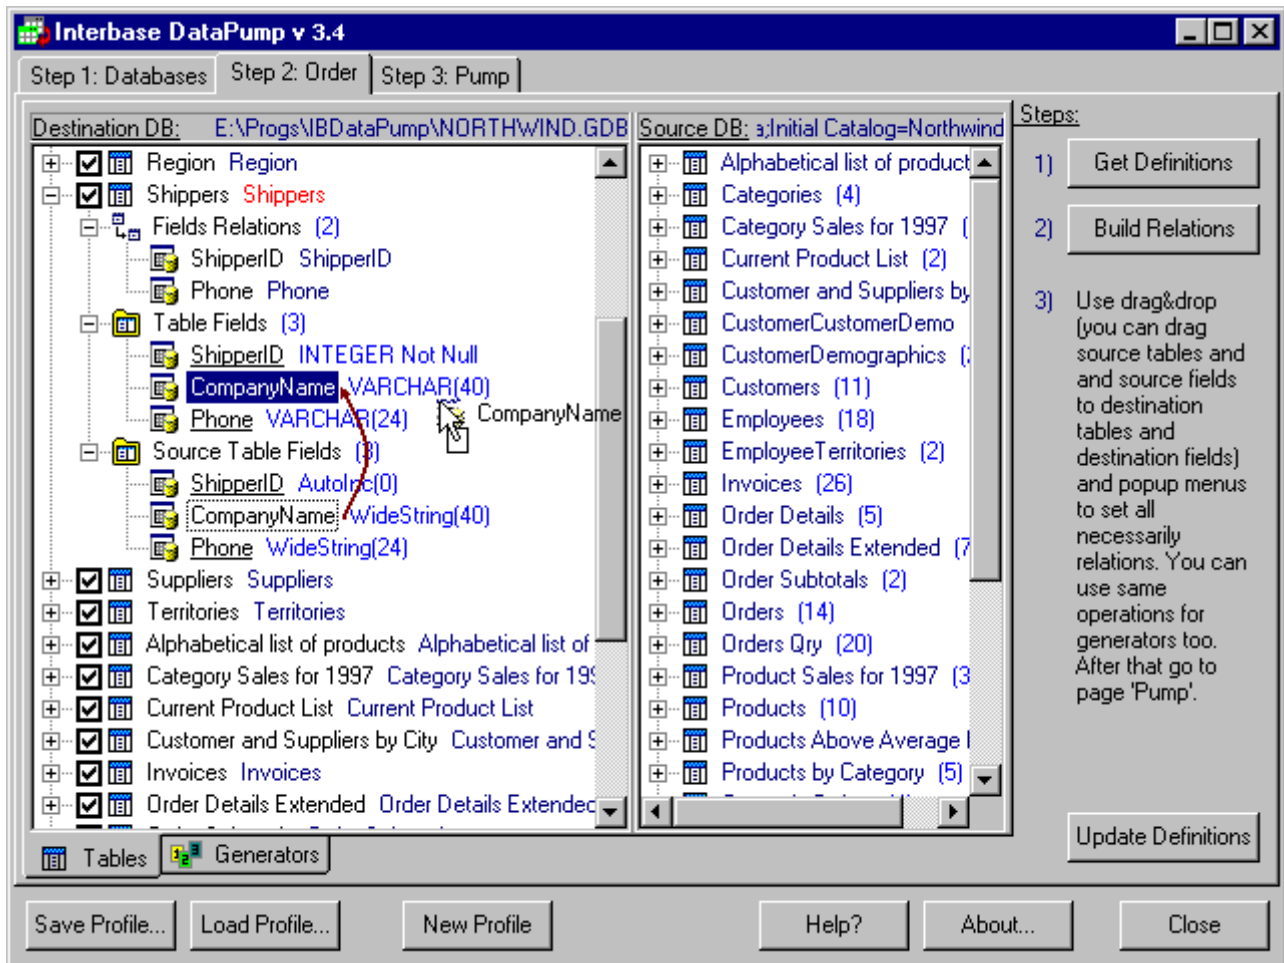 Interbase DataPump v 3.4
Step 1: Databases
Step 2: Order
Step 3: Pump
Destination DB: E:\Progs\IBDataPump\NORTHWIND.GDB
Region Region
Shippers Shippers
Fields Relations (2)
ShipperID ShipperID
Phone Phone
Table Fields (3)
ShipperID INTEGER Not Null
CompanyName VARCHAR(40)
Phone VARCHAR(24)
CompanyName
Source Table Fields (3)
ShipperID AutoInc(0)
CompanyName WideString(40)
Phone WideString(24)
Suppliers Suppliers
Territories Territories
Alphabetical list of products Alphabetical list of
Category Sales for 1997 Category Sales for 199
Current Product List Current Product List
Customer and Suppliers by City Customer and S
Invoices Invoices
Order Details Extended Order Details Extended
Tables
Generators
Source DB: a;Initial Catalog=Northwind
Alphabetical list of product
Categories (4)
Category Sales for 1997 (
Current Product List (2)
Customer and Suppliers by
CustomerCustomerDemo
CustomerDemographics (
Customers (11)
Employees (18)
EmployeeTerritories (2)
Invoices (26)
Order Details (5)
Order Details Extended (7
Order Subtotals (2)
Orders (14)
Orders Qry (20)
Product Sales for 1997 (3
Products (10)
Products Above Average
Products by Category (5)
Steps:
1) Get Definitions
2) Build Relations
3) Use drag&drop
(you can drag
source tables and
and source fields
to destination
tables and
destination fields)
and popup menus
to set all
necessarily
relations. You can
use same
operations for
generators too.
After that go to
page 'Pump'.
Update Definitions
Save Profile...
Load Profile...
New Profile
Help?
About...
Close